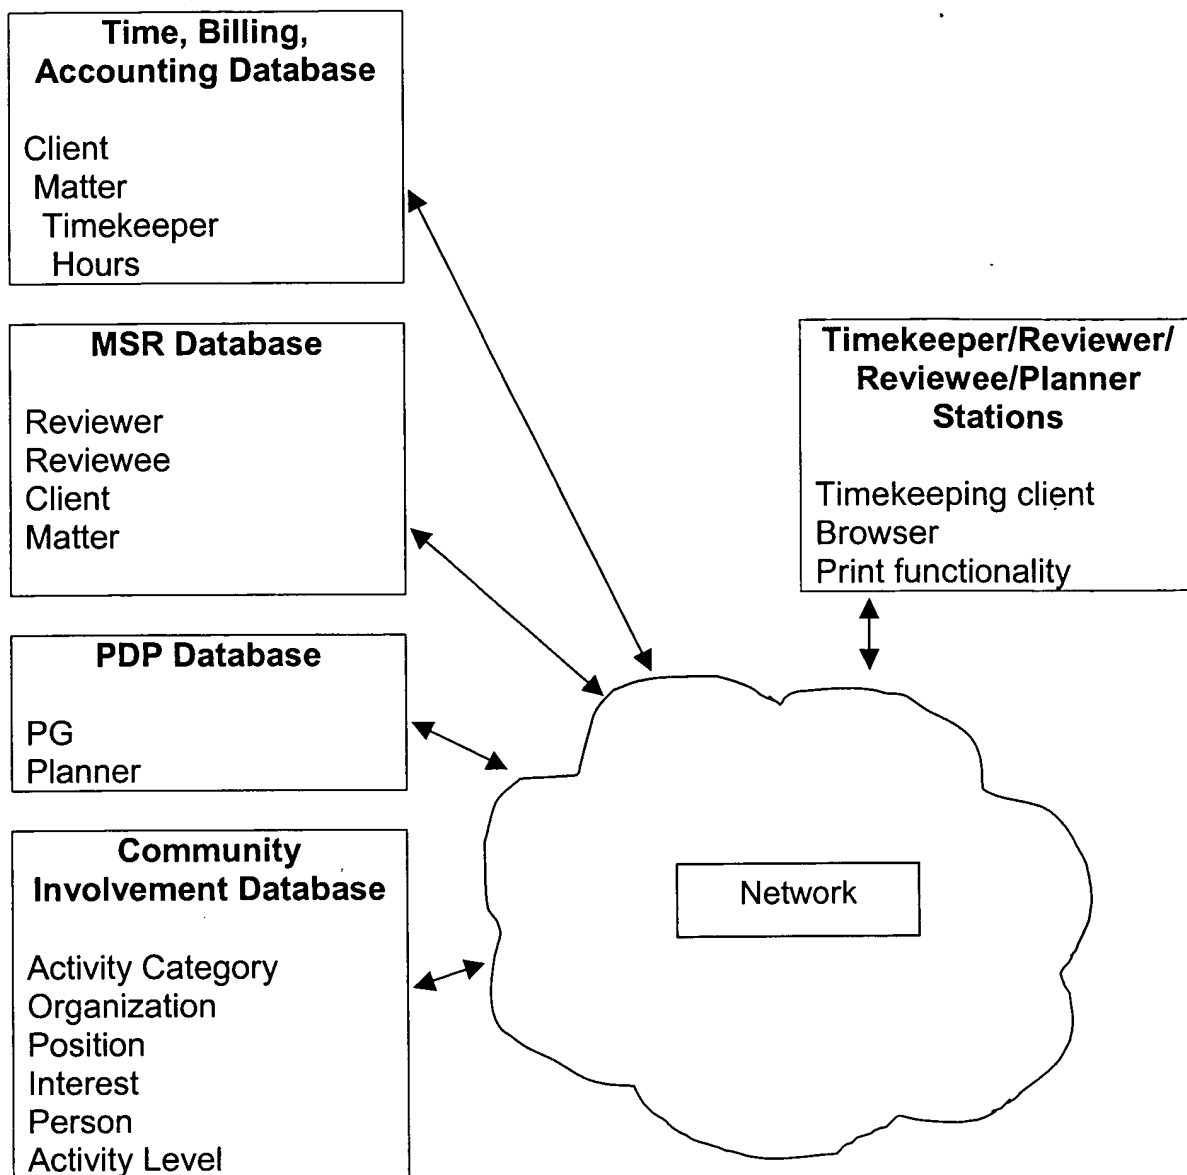 Time, Billing,
Accounting Database
Client
Matter
Timekeeper
Hours
MSR Database
Reviewer
Reviewee
Client
Matter
PDP Database
PG
Planner
Community
Involvement Database
Activity Category
Organization
Position
Interest
Person
Activity Level
Timekeeper/Reviewer/
Reviewee/Planner
Stations
Timekeeping client
Browser
Print functionality
Network